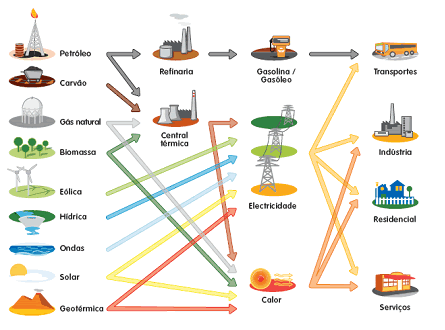 Petróleo
Carvão
Gás natural
Biomassa
Eólica
Hídrica
Ondas
Solar
Geotérmica
Refinaria
Central
térmica
Gasolina /
Gasóleo
Electricidade
Calor
Transportes
Indústria
Residencial
Serviços